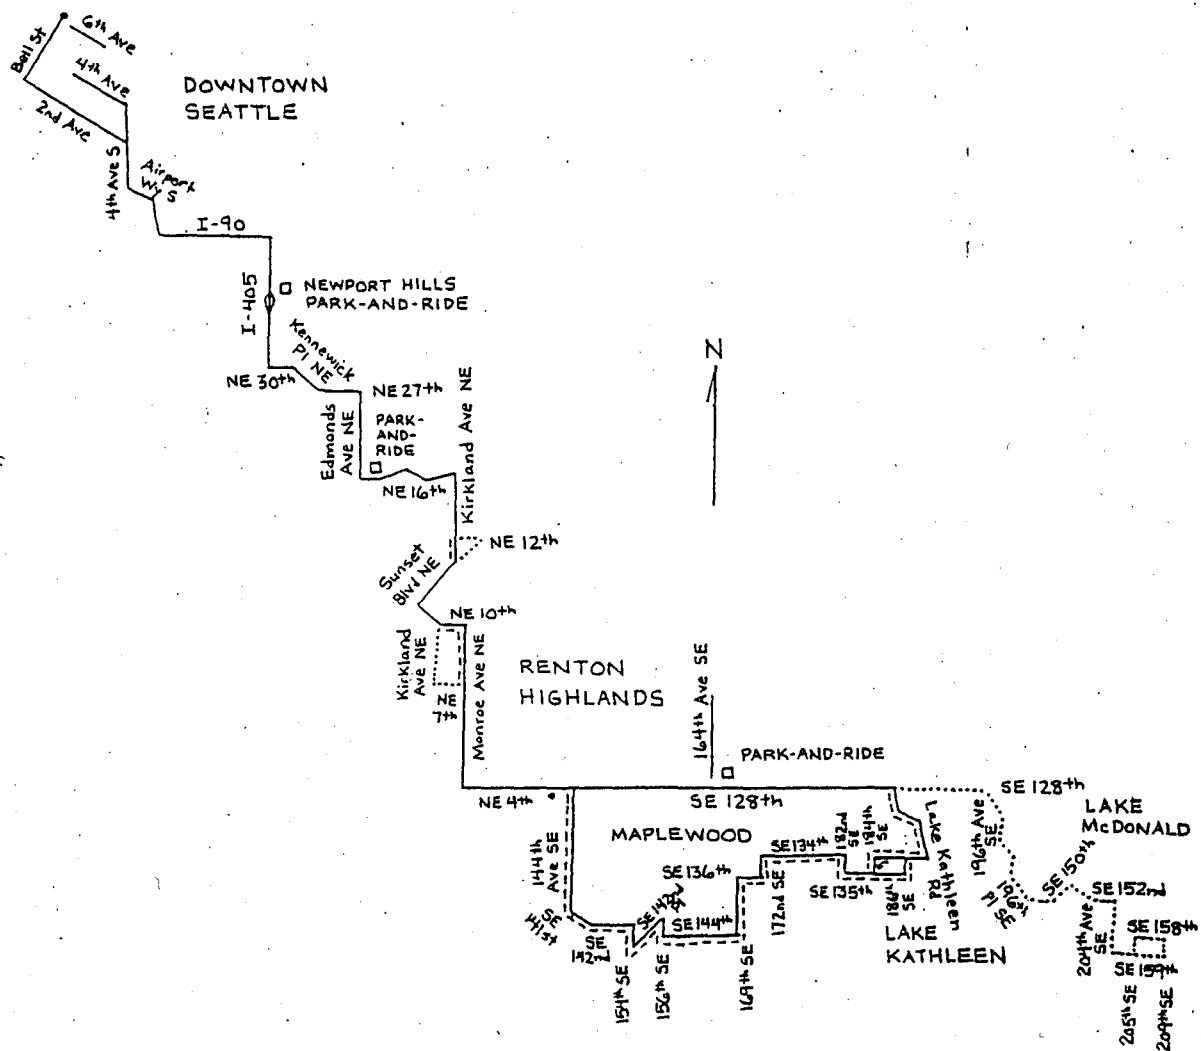 6th Ave
Bell St
4th Ave
2nd Ave
DOWNTOWN
SEATTLE
4th Ave S
Airport
Wy S
I-90
I-405
NEWPORT HILLS
PARK-AND-RIDE
Kennewick
Pl NE
NE 30th
NE 27th
Edmonds
Ave NE
PARK-
AND-
RIDE
Kirkland Ave NE
NE 16th
N
NE 12th
Sunset
Blvd NE
NE 10th
Kirkland
Ave NE
NE
7th
Monroe Ave NE
RENTON
HIGHLANDS
164th Ave SE
PARK-AND-RIDE
NE 4th
SE 128th
SE 128th
LAKE
McDONALD
MAPLEWOOD
144th
Ave SE
SE 134th
182nd
SE
184th
SE
Lake Kathleen
Rd
196th Ave
SE
SE 150th
SE 136th
SE 135th
186th
SE
172nd SE
196th
Pl SE
SE 152nd
SE
141st
SE
142nd
SE 144th
LAKE
KATHLEEN
204th Ave
SE
SE 158th
SE 159th
154th SE
156th SE
169th SE
205th SE
209th SE